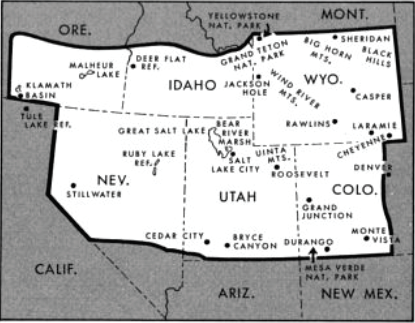 YELLOWSTONE
NAT. PARK
MONT.
ORE.
SHERIDAN
DEER FLAT
REF.
GRAND TETON
NAT. PARK
BIG HORN
MTS.
BLACK
HILLS
MALHEUR
LAKE
IDAHO
WYO.
KLAMATH
BASIN
JACKSON
HOLE
WIND RIVER
MTS.
CASPER
TULE
LAKE REF.
RAWLINS
LARAMIE
GREAT SALT LAKE
BEAR
RIVER
MARSH
CHEYENNE
RUBY LAKE
REF.
SALT
LAKE CITY
UINTA
MTS.
ROOSEVELT
DENVER
NEV.
STILLWATER
UTAH
COLO.
GRAND
JUNCTION
CEDAR CITY
BRYCE
CANYON
DURANGO
MONTE
VISTA
CALIF.
MESA VERDE
NAT. PARK
ARIZ.
NEW MEX.